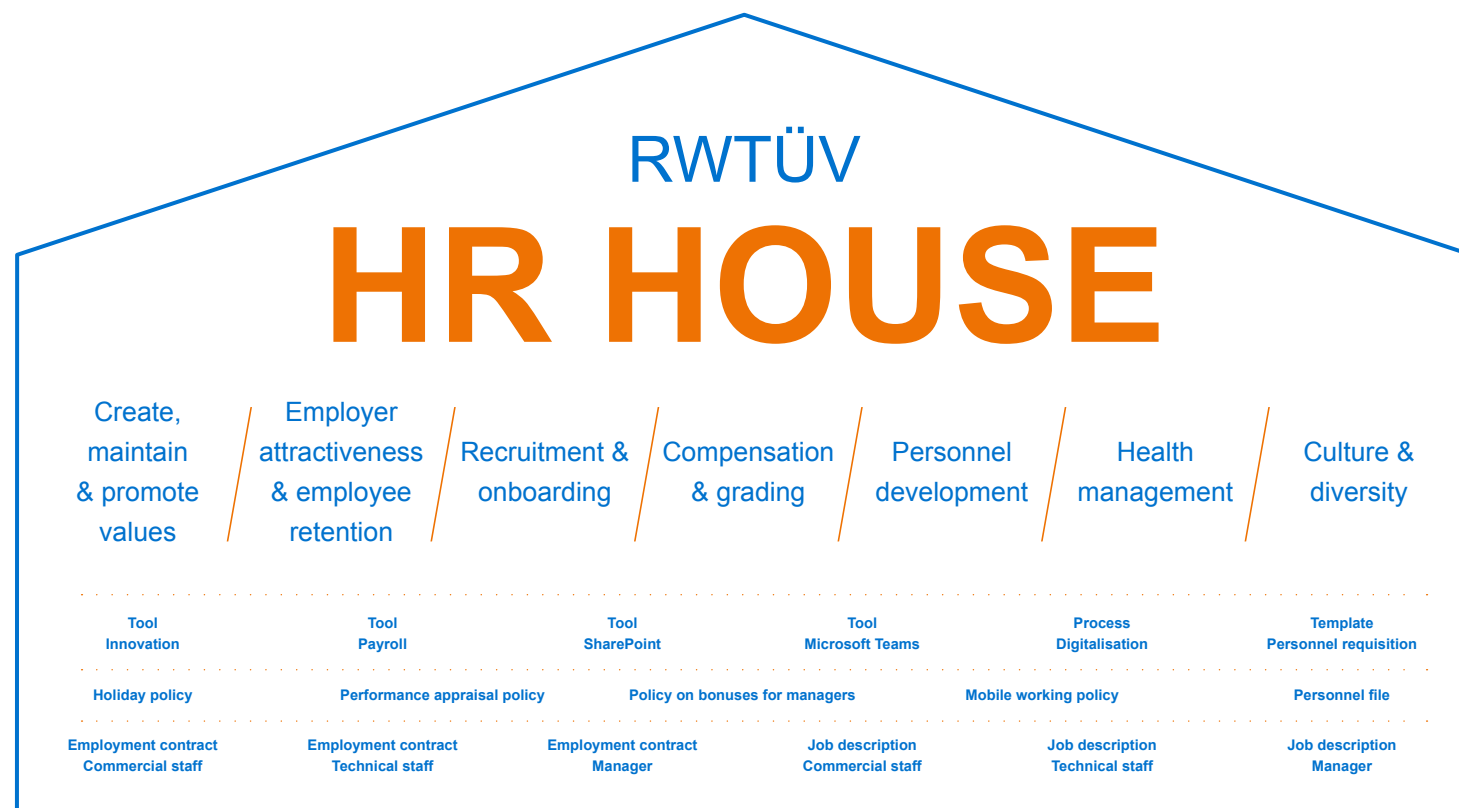 RWTÜV
HR HOUSE
Create,
maintain
& promote
values
Employer
attractiveness
& employee
retention
Recruitment &
onboarding
Compensation
& grading
Personnel
development
Health
management
Culture &
diversity
Tool
Innovation
Tool
Payroll
Tool
SharePoint
Tool
Microsoft Teams
Process
Digitalisation
Template
Personnel requisition
Holiday policy
Performance appraisal policy
Policy on bonuses for managers
Mobile working policy
Personnel file
Employment contract
Commercial staff
Employment contract
Technical staff
Employment contract
Manager
Job description
Commercial staff
Job description
Technical staff
Job description
Manager